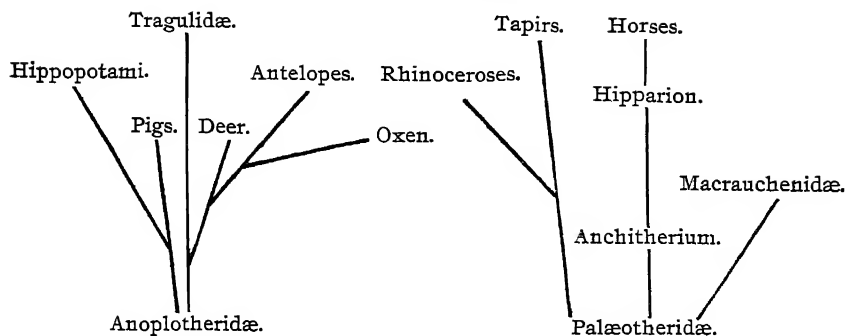 Tragulidæ.
Tapirs. Horses.
Hippopotami.
Antelopes. Rhinoceroses.
Hipparion.
Pigs. Deer.
Oxen.
Macrauchenidæ.
Anchitherium.
Anoplotheridæ.
Palæotheridæ.